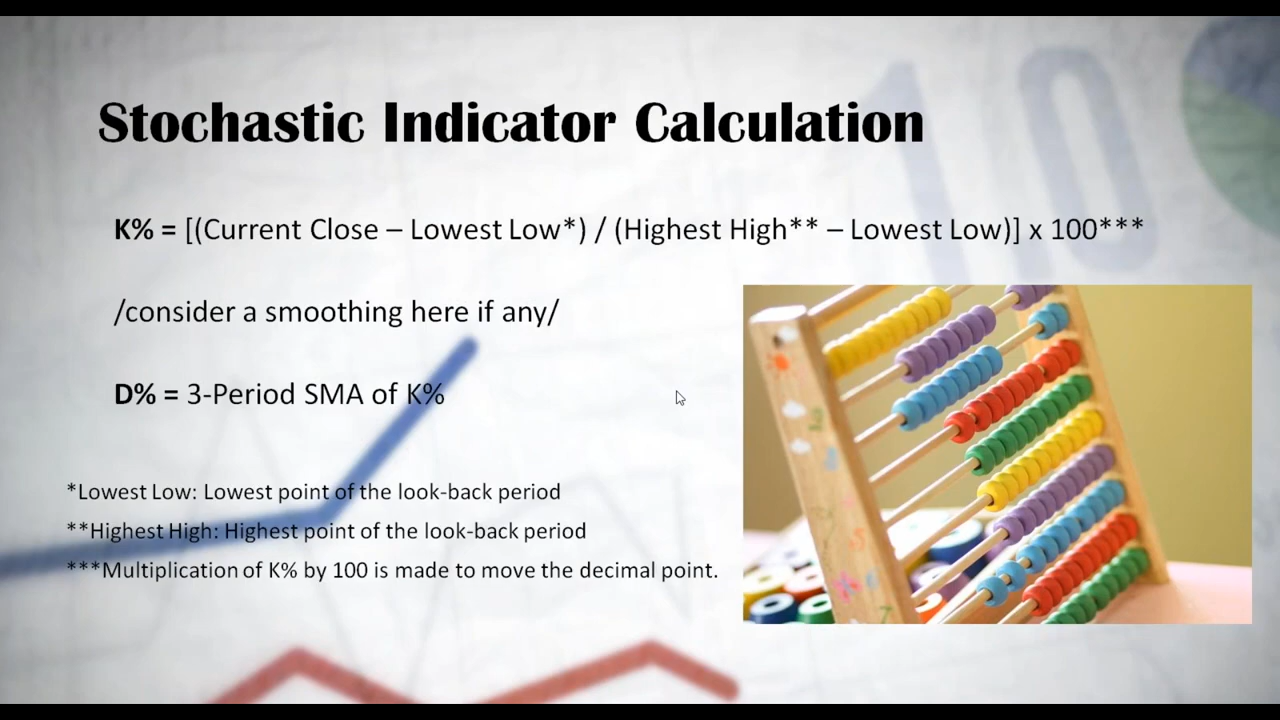 Stochastic Indicator Calculation
K% = [(Current Close – Lowest Low*) / (Highest High** – Lowest Low)] x 100***
/consider a smoothing here if any/
D% = 3-Period SMA of K%
*Lowest Low: Lowest point of the look-back period
**Highest High: Highest point of the look-back period
***Multiplication of K% by 100 is made to move the decimal point.
10